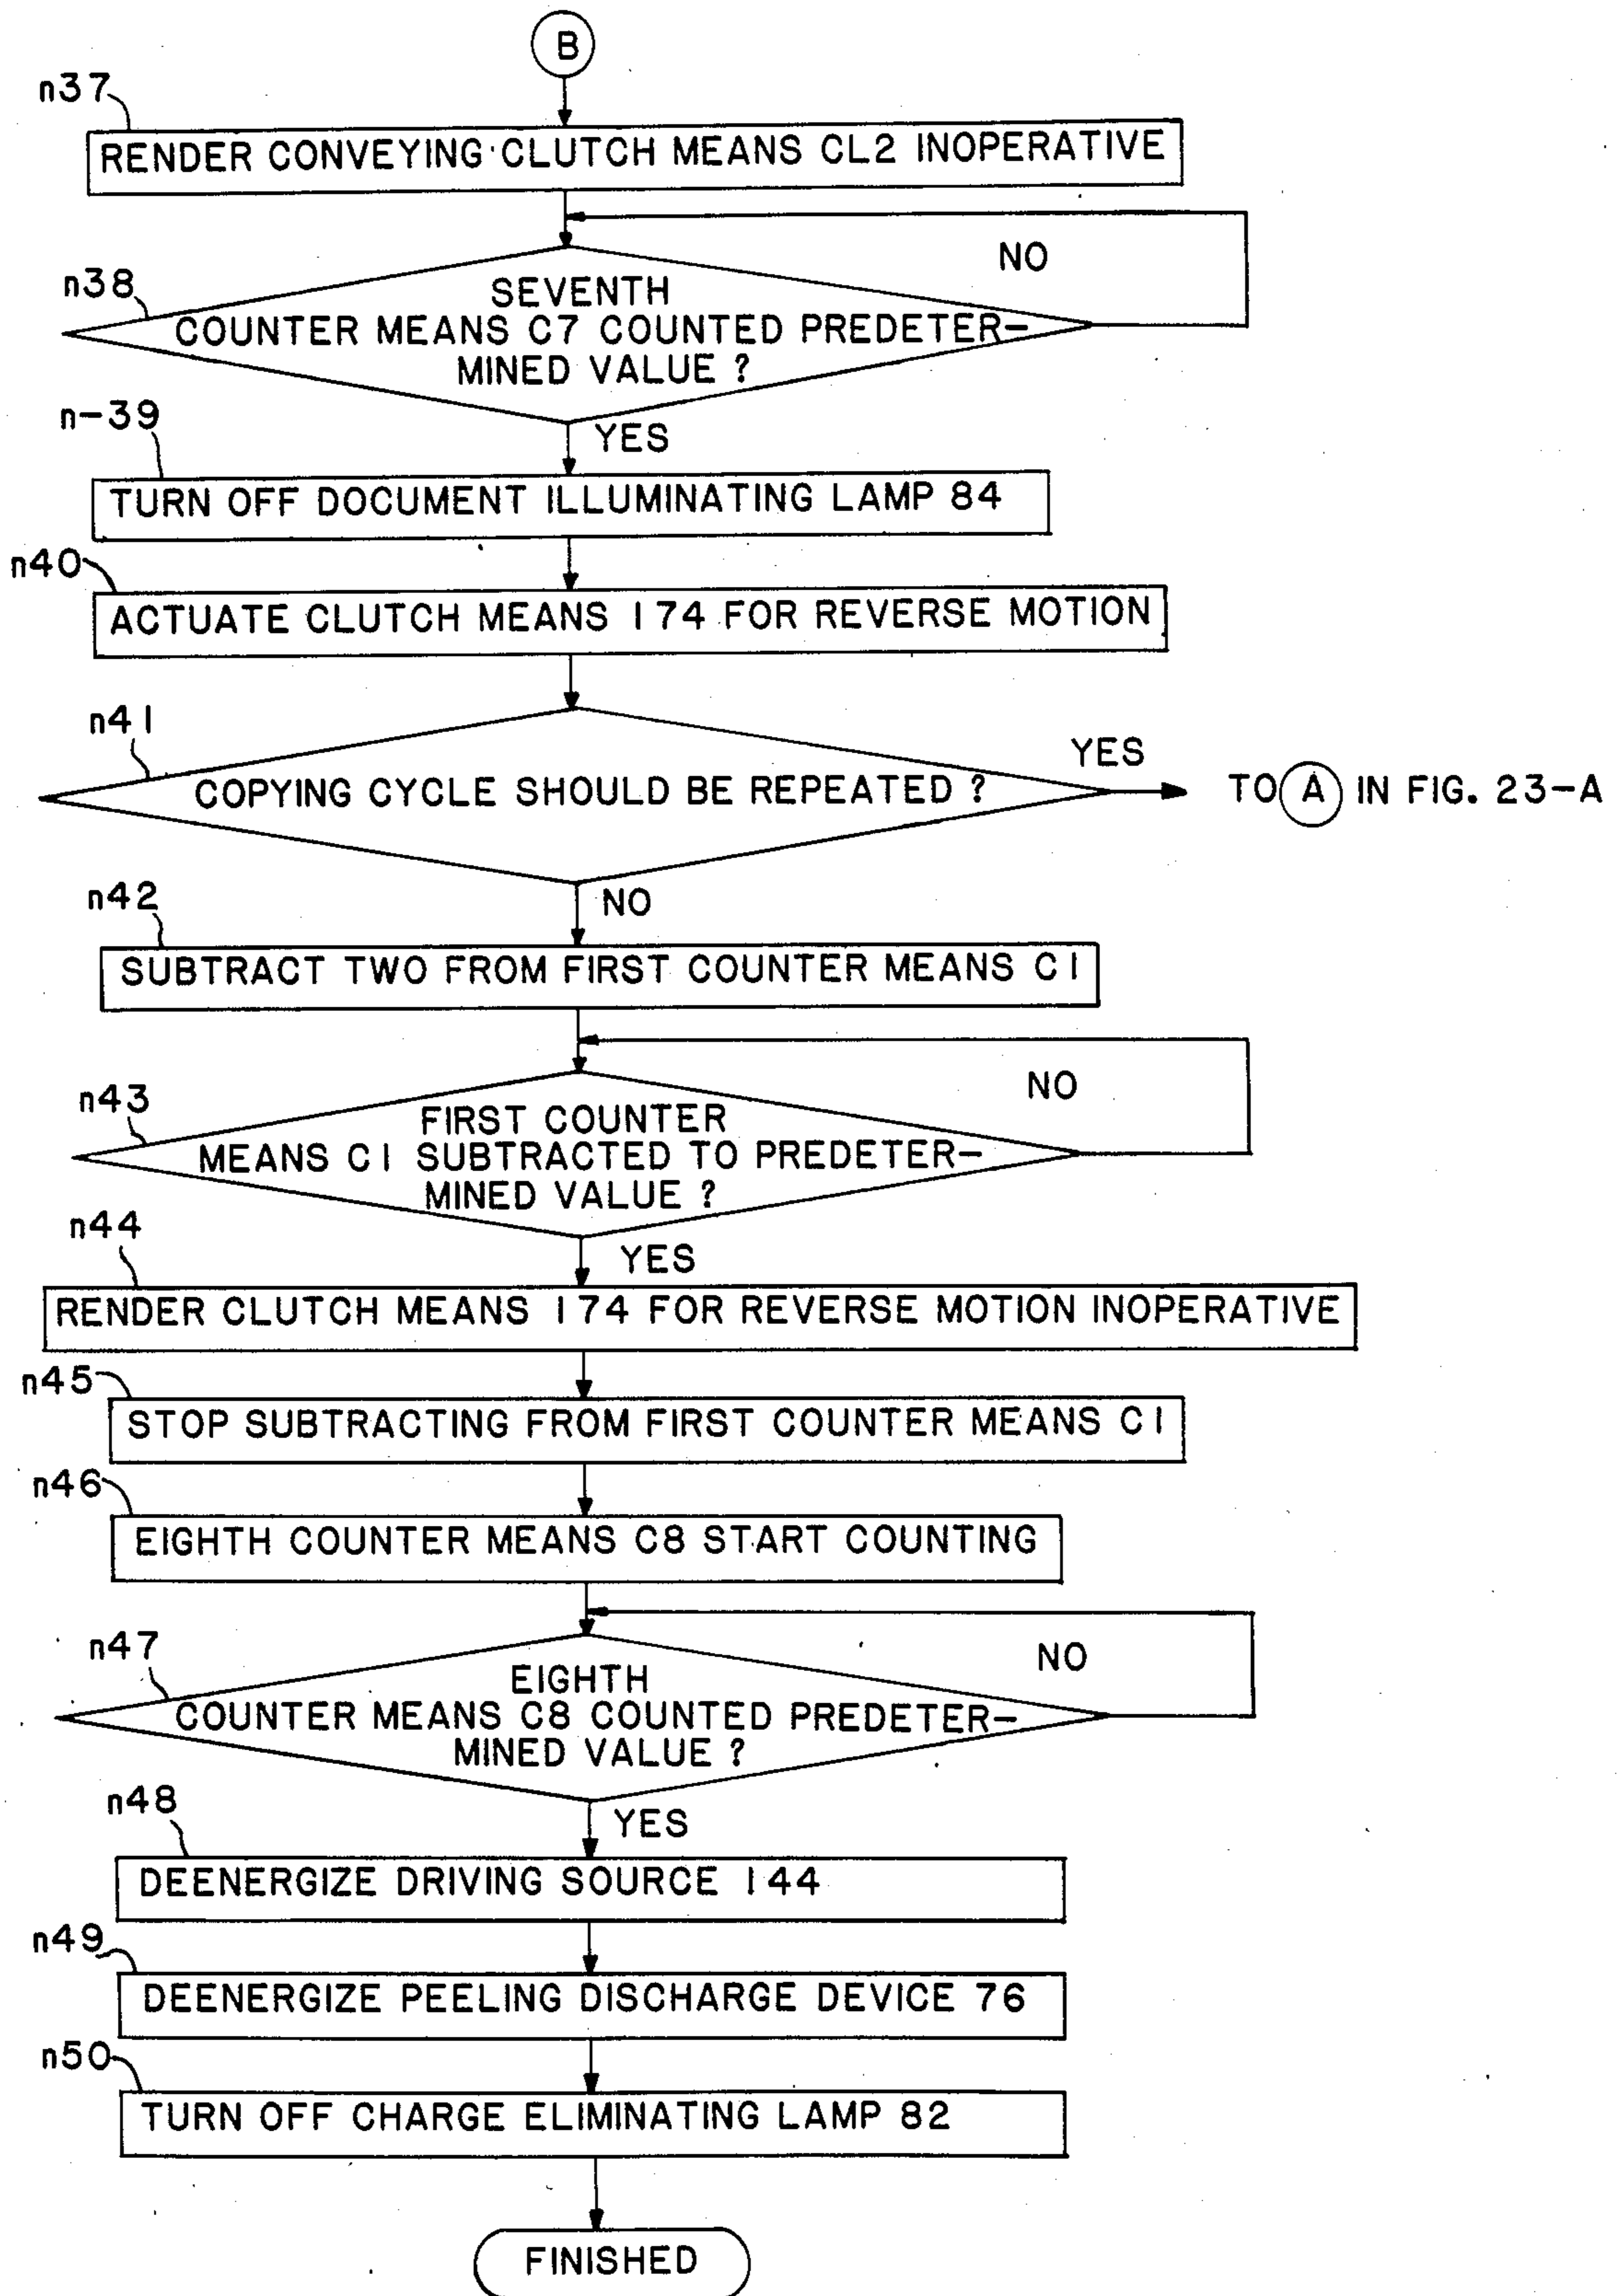 B
n37
RENDER CONVEYING CLUTCH MEANS CL2 INOPERATIVE
NO
n38
SEVENTH
COUNTER MEANS C7 COUNTED PREDETER-
MINED VALUE ?
n-39
YES
TURN OFF DOCUMENT ILLUMINATING LAMP 84
n40
ACTUATE CLUTCH MEANS 174 FOR REVERSE MOTION
n41
YES
COPYING CYCLE SHOULD BE REPEATED ?
TO A IN FIG. 23-A
n42
NO
SUBTRACT TWO FROM FIRST COUNTER MEANS C1
NO
n43
FIRST COUNTER
MEANS C1 SUBTRACTED TO PREDETER-
MINED VALUE ?
n44
YES
RENDER CLUTCH MEANS 174 FOR REVERSE MOTION INOPERATIVE
n45
STOP SUBTRACTING FROM FIRST COUNTER MEANS C1
n46
EIGHTH COUNTER MEANS C8 START COUNTING
n47
NO
EIGHTH
COUNTER MEANS C8 COUNTED PREDETER-
MINED VALUE ?
n48
YES
DEENERGIZE DRIVING SOURCE 144
n49
DEENERGIZE PEELING DISCHARGE DEVICE 76
n50
TURN OFF CHARGE ELIMINATING LAMP 82
FINISHED